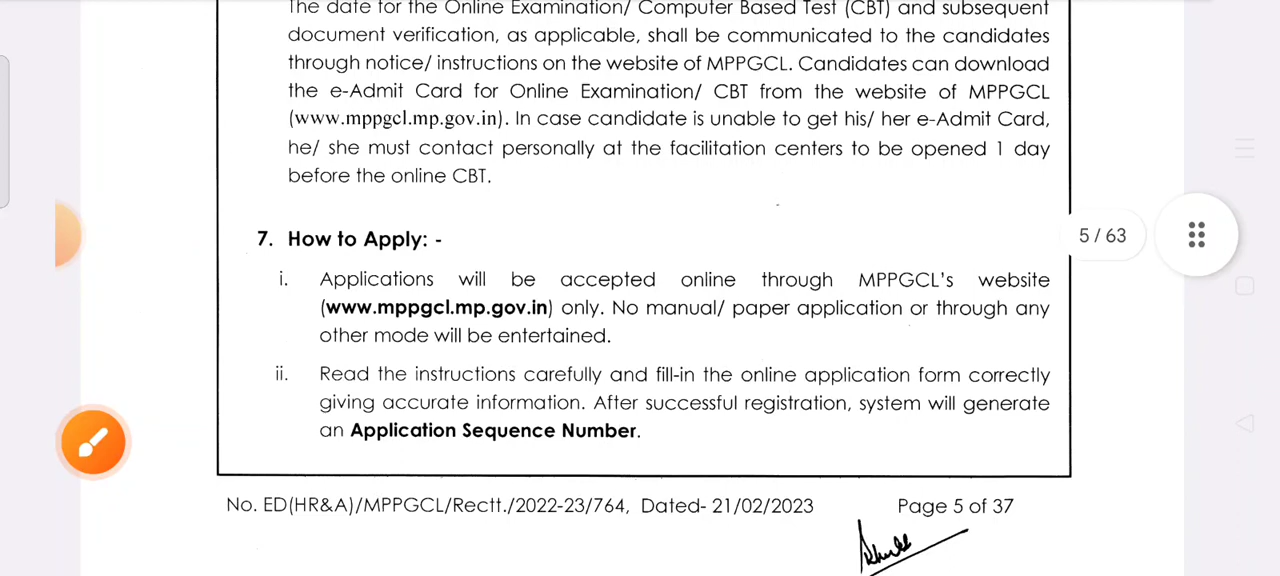 The date for the Online Examination/ Computer Based Test (CBT) and subsequent
document verification, as applicable, shall be communicated to the candidates
through notice/ instructions on the website of MPPGCL. Candidates can download
the e-Admit Card for Online Examination/ CBT from the website of MPPGCL
(www.mppgcl.mp.gov.in). In case candidate is unable to get his/ her e-Admit Card,
he/ she must contact personally at the facilitation centers to be opened 1 day
before the online CBT.
7. How to Apply: -
5 / 63
i. Applications will be accepted online through MPPGCL's website
(www.mppgcl.mp.gov.in) only. No manual/ paper application or through any
other mode will be entertained.
ii. Read the instructions carefully and fill-in the online application form correctly
giving accurate information. After successful registration, system will generate
an Application Sequence Number.
No. ED(HR&A)/MPPGCL/Rectt./2022-23/764, Dated- 21/02/2023 Page 5 of 37